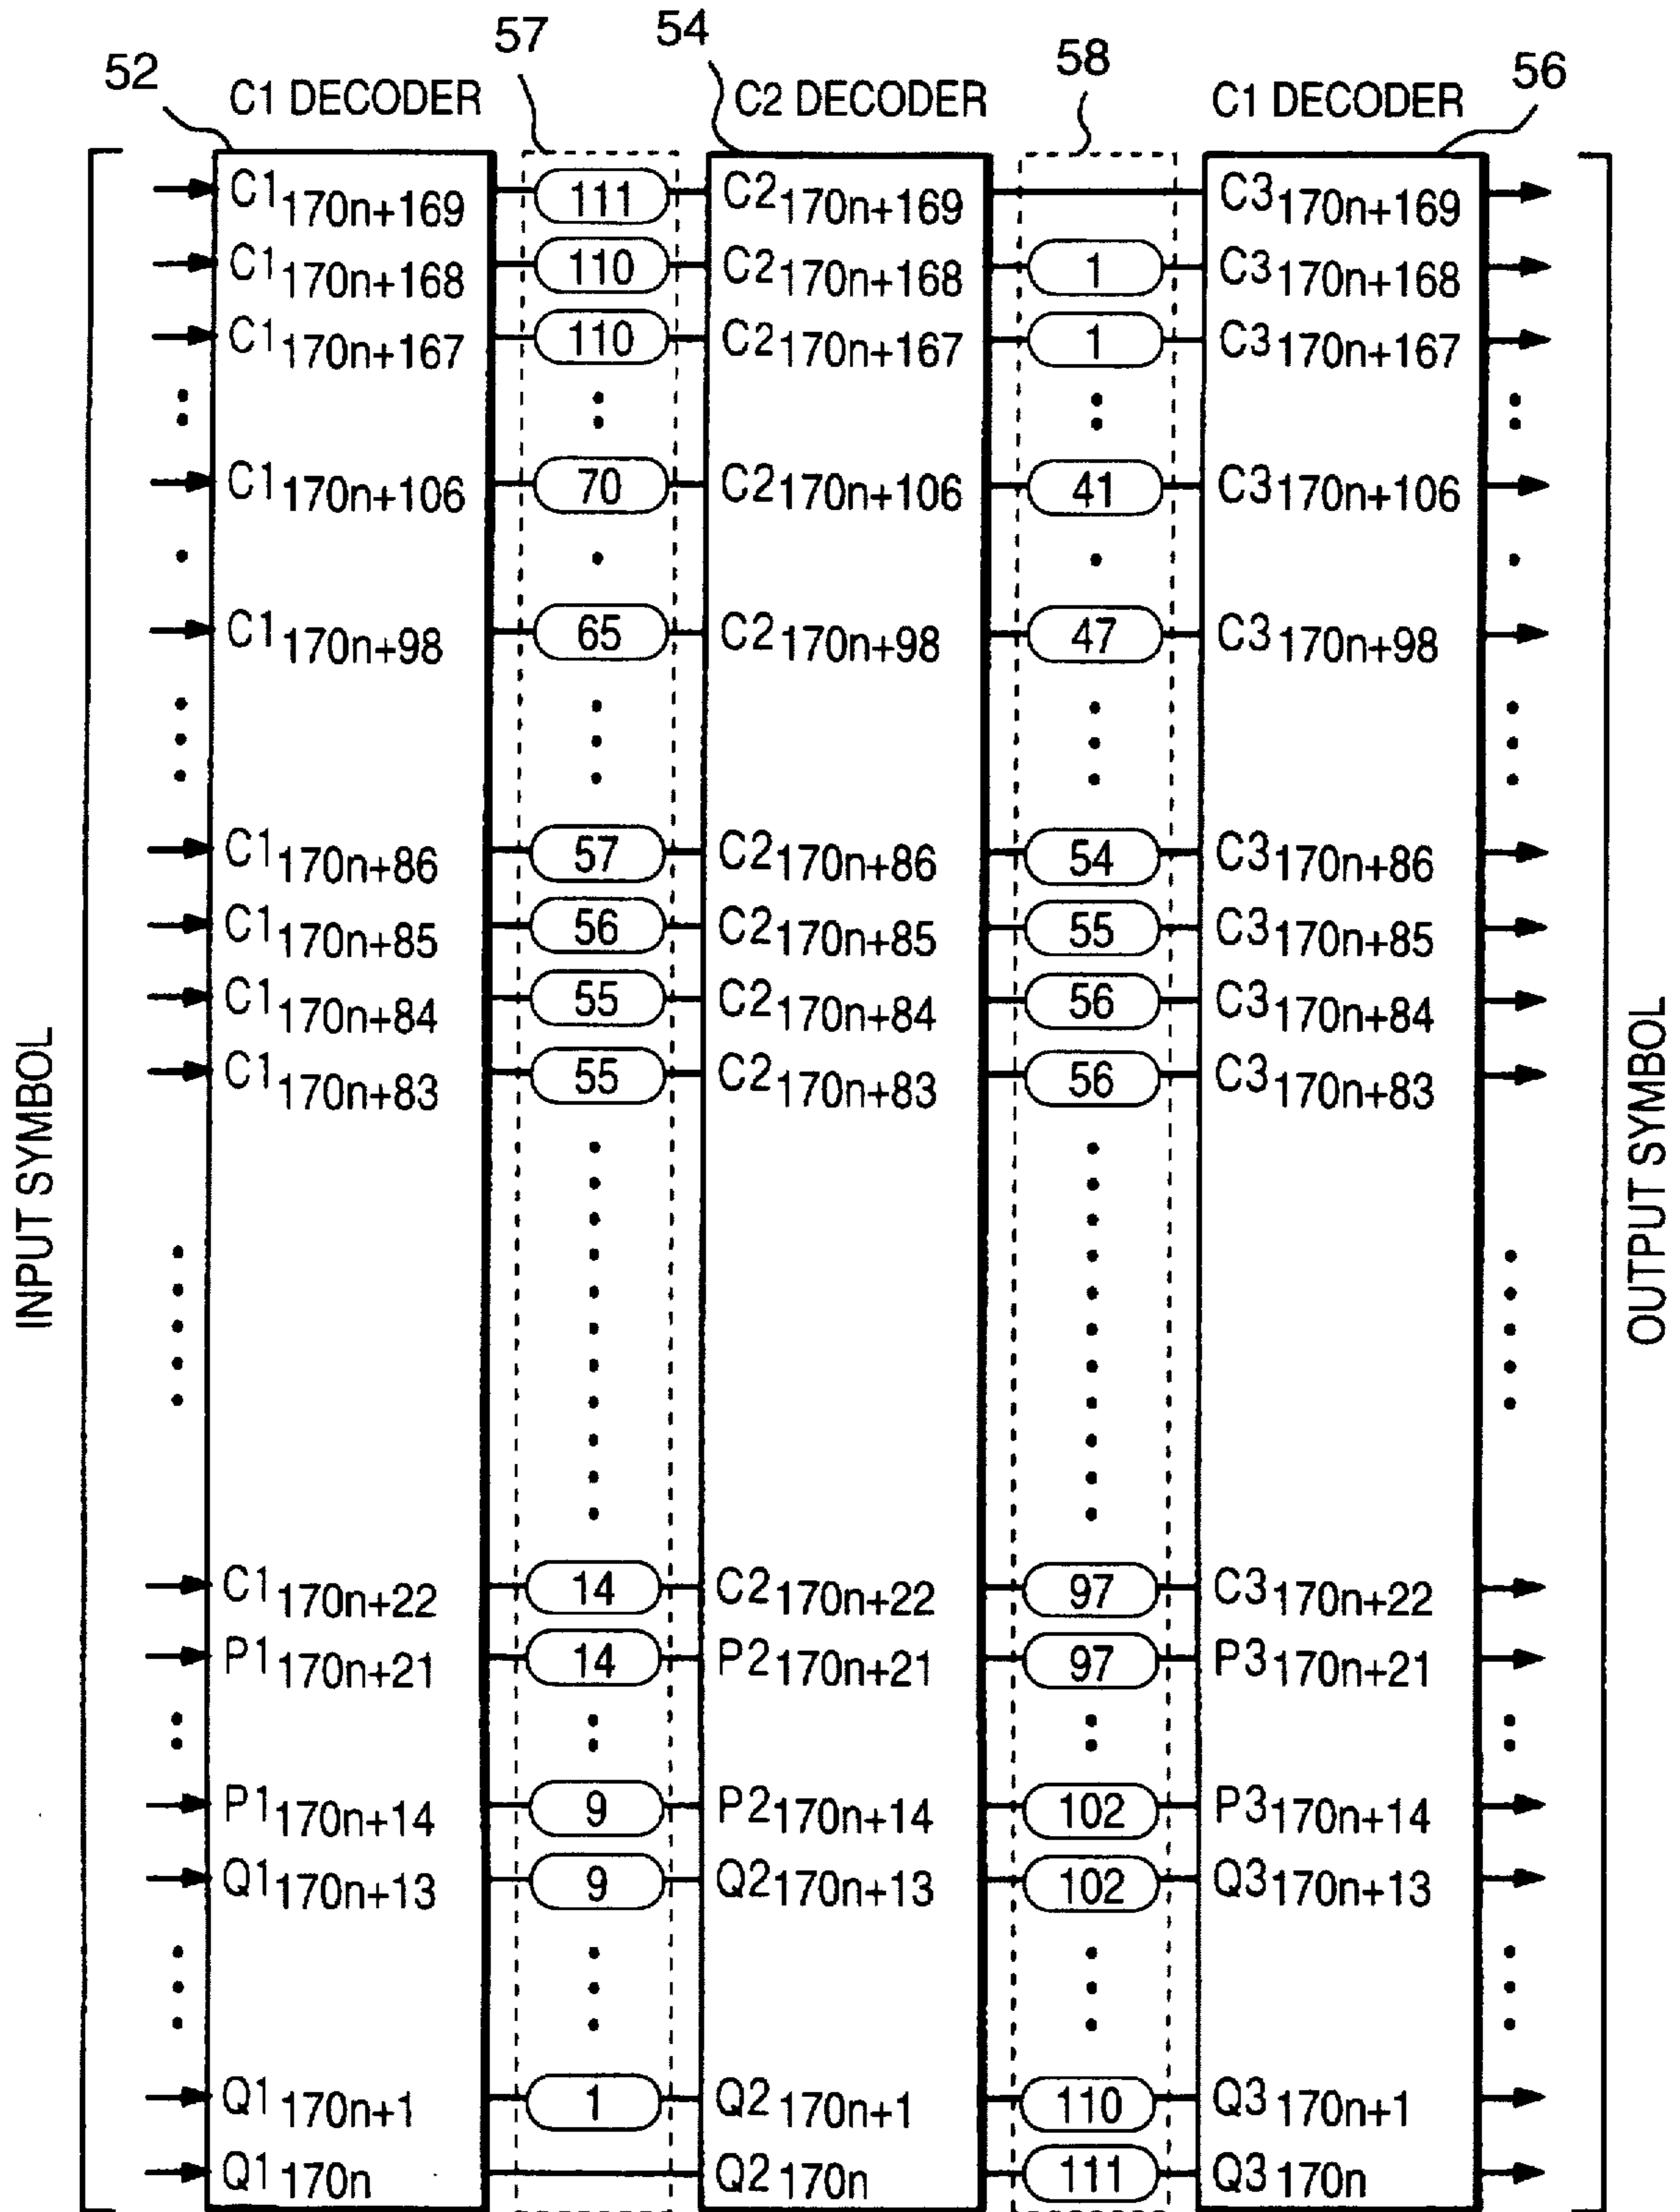 52 57 54 58 56
C1 DECODER C2 DECODER C1 DECODER
INPUT SYMBOL
C1170n+169 111 C2170n+169 C3170n+169
C1170n+168 110 C2170n+168 1 C3170n+168
C1170n+167 110 C2170n+167 1 C3170n+167
C1170n+106 70 C2170n+106 41 C3170n+106
C1170n+98 65 C2170n+98 47 C3170n+98
C1170n+86 57 C2170n+86 54 C3170n+86
C1170n+85 56 C2170n+85 55 C3170n+85
C1170n+84 55 C2170n+84 56 C3170n+84
C1170n+83 55 C2170n+83 56 C3170n+83
C1170n+22 14 C2170n+22 97 C3170n+22
P1170n+21 14 P2170n+21 97 P3170n+21
P1170n+14 9 P2170n+14 102 P3170n+14
Q1170n+13 9 Q2170n+13 102 Q3170n+13
Q1170n+1 1 Q2170n+1 110 Q3170n+1
Q1170n Q2170n 111 Q3170n
OUTPUT SYMBOL